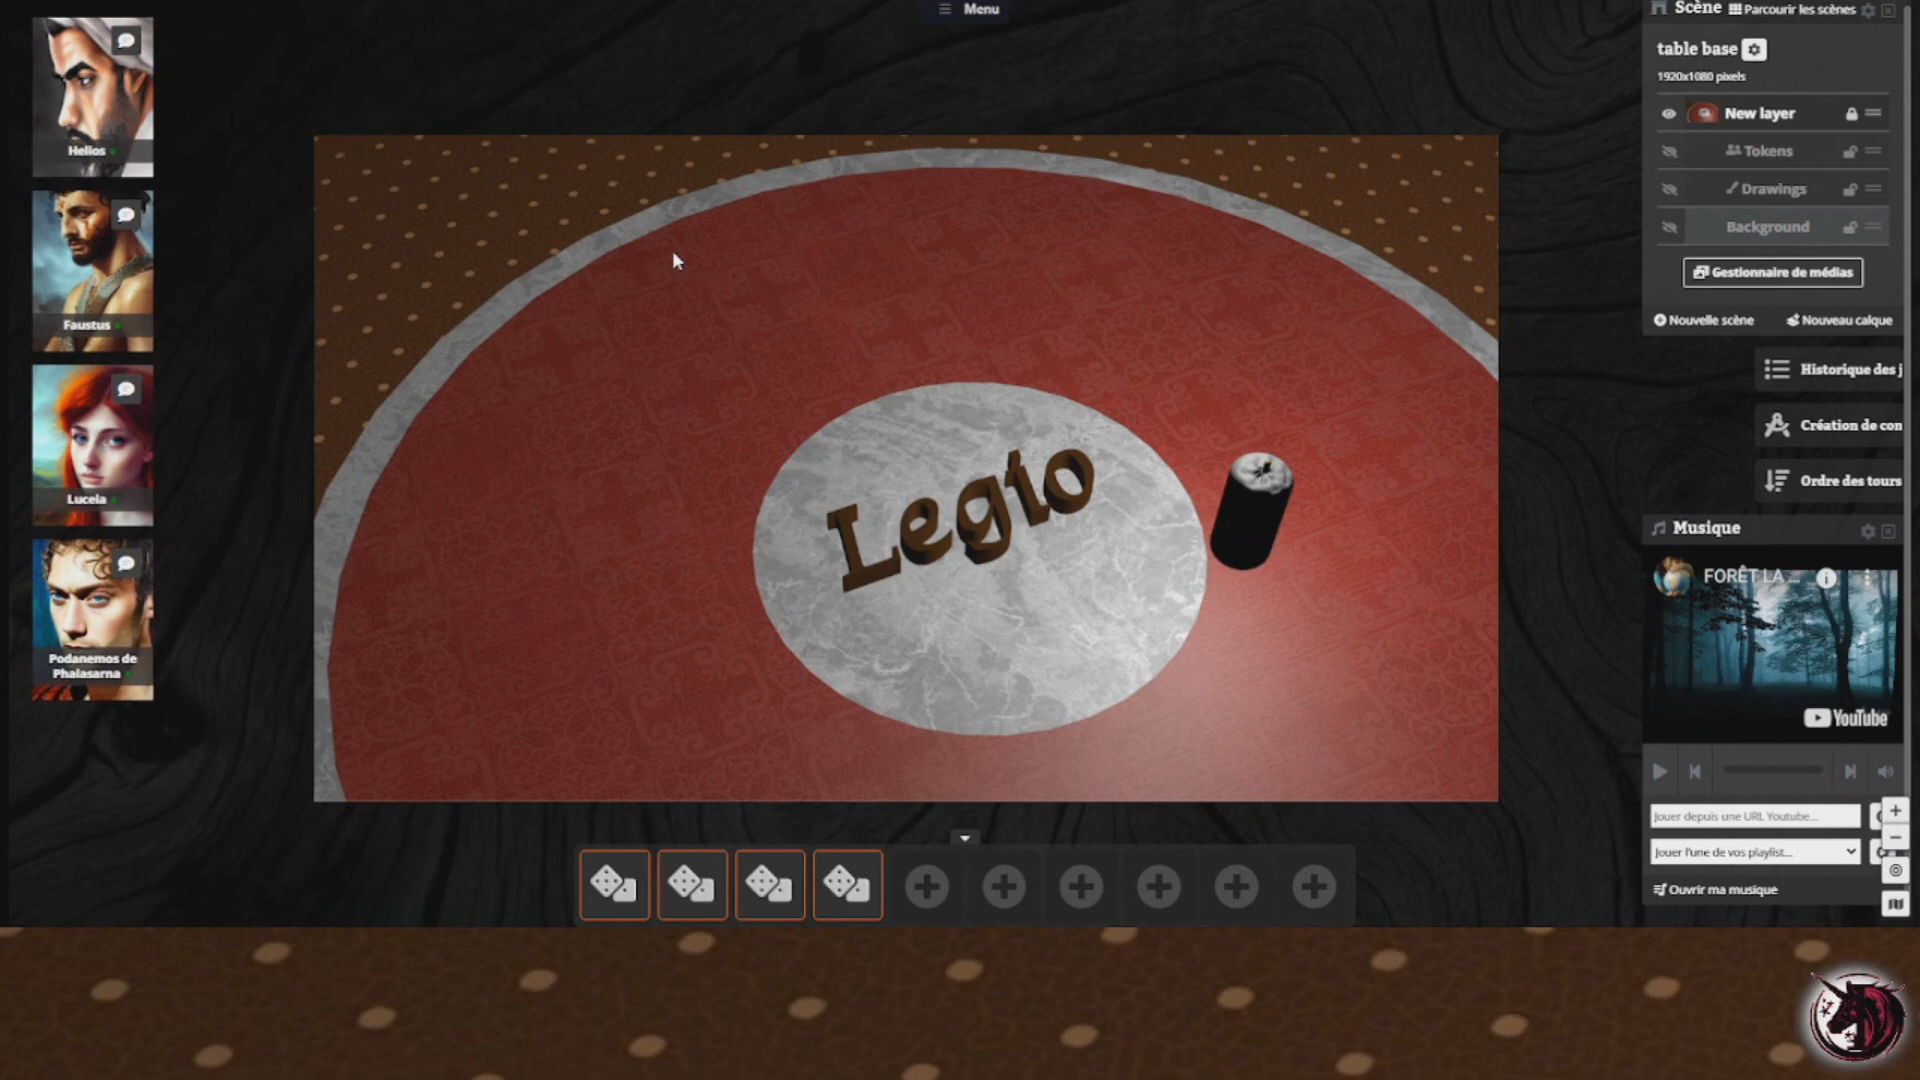 Menu
Helios
Faustus
Lucela
Podanemos de
Phalasarna
Legio
Scène Parcourir les scènes
table base
1920x1080 pixels
New layer
Tokens
Drawings
Background
Gestionnaire de médias
Nouvelle scène Nouveau calque
Historique des j
Création de con
Ordre des tours
Musique
FORÊT LA ...
YouTube
Jouer depuis une URL Youtube...
Jouer l'une de vos playlist...
Ouvrir ma musique